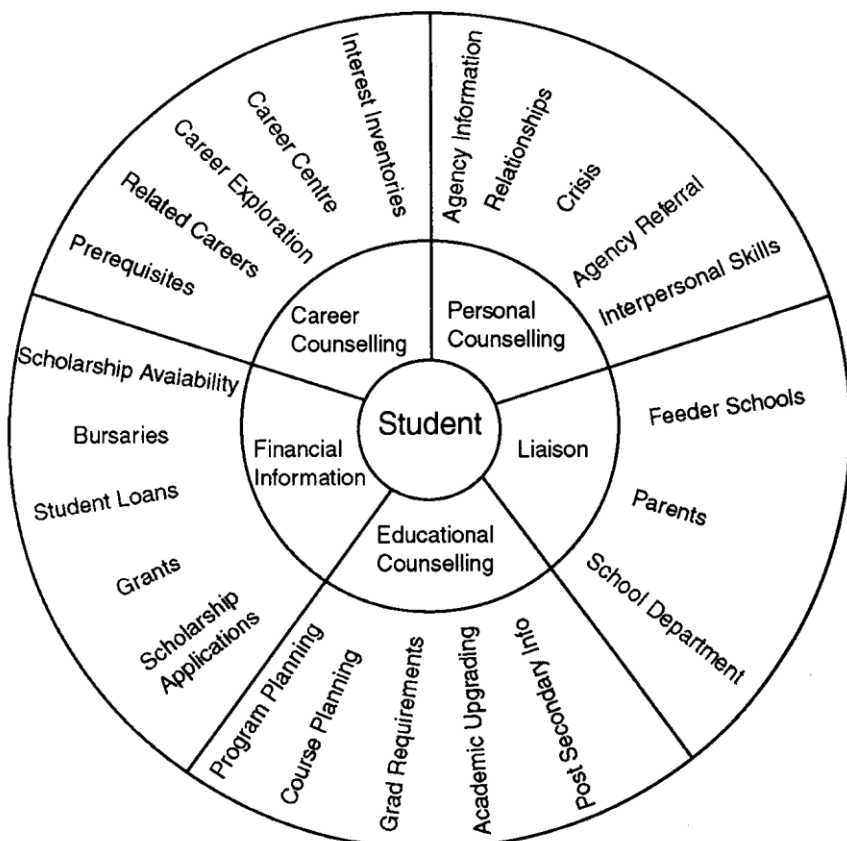 Interest Inventories
Career Centre
Career Exploration
Related Careers
Prerequisites
Agency Information
Relationships
Crisis
Agency Referral
Interpersonal Skills
Career
Counselling
Personal
Counselling
Student
Financial
Information
Liaison
Educational
Counselling
Scholarship Avaiability
Bursaries
Student Loans
Grants
Scholarship
Applications
Feeder Schools
Parents
School Department
Program Planning
Course Planning
Grad Requirements
Academic Upgrading
Post Secondary Info